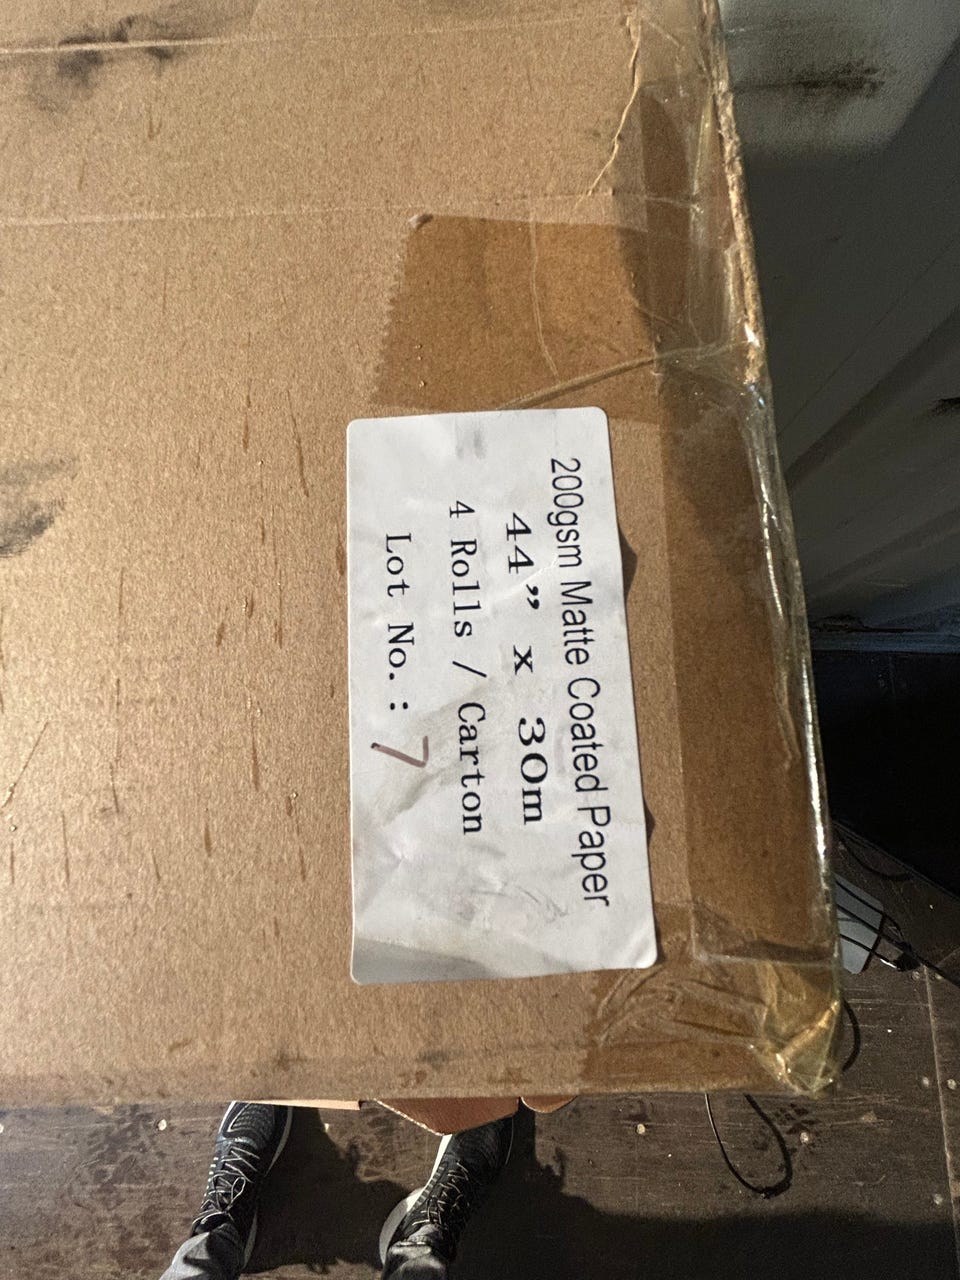 200gsm Matte Coated Paper
44” x 30m
4 Rolls / Carton
Lot No.: 7